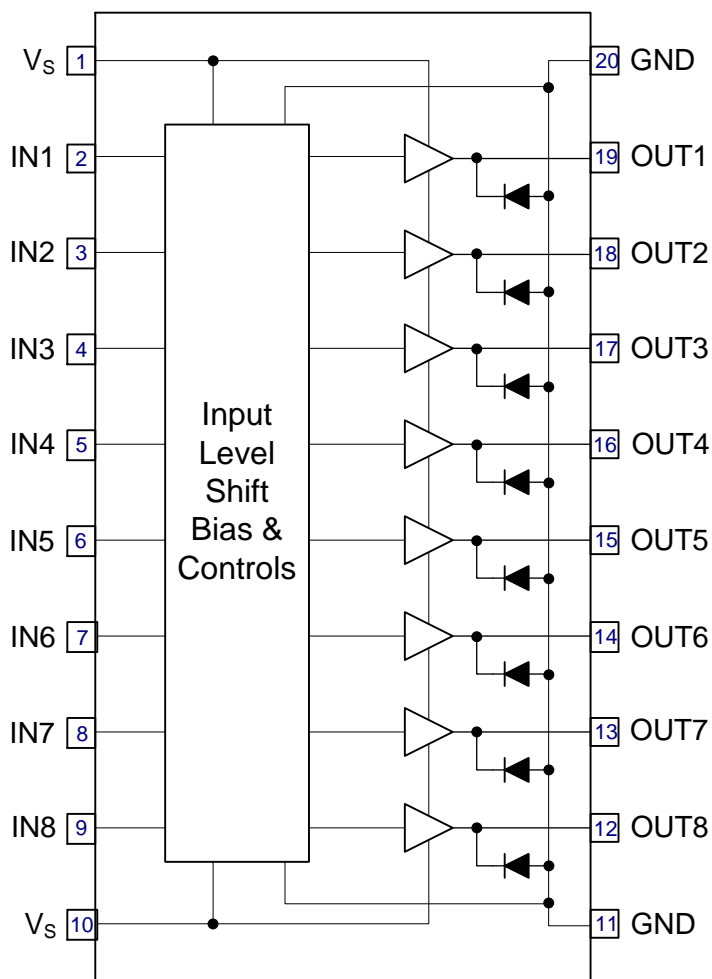 V_S 1 20 GND
IN1 2 19 OUT1
IN2 3 18 OUT2
IN3 4 17 OUT3
IN4 5 16 OUT4
IN5 6 15 OUT5
IN6 7 14 OUT6
IN7 8 13 OUT7
IN8 9 12 OUT8
V_S 10 11 GND
Input
Level
Shift
Bias &
Controls